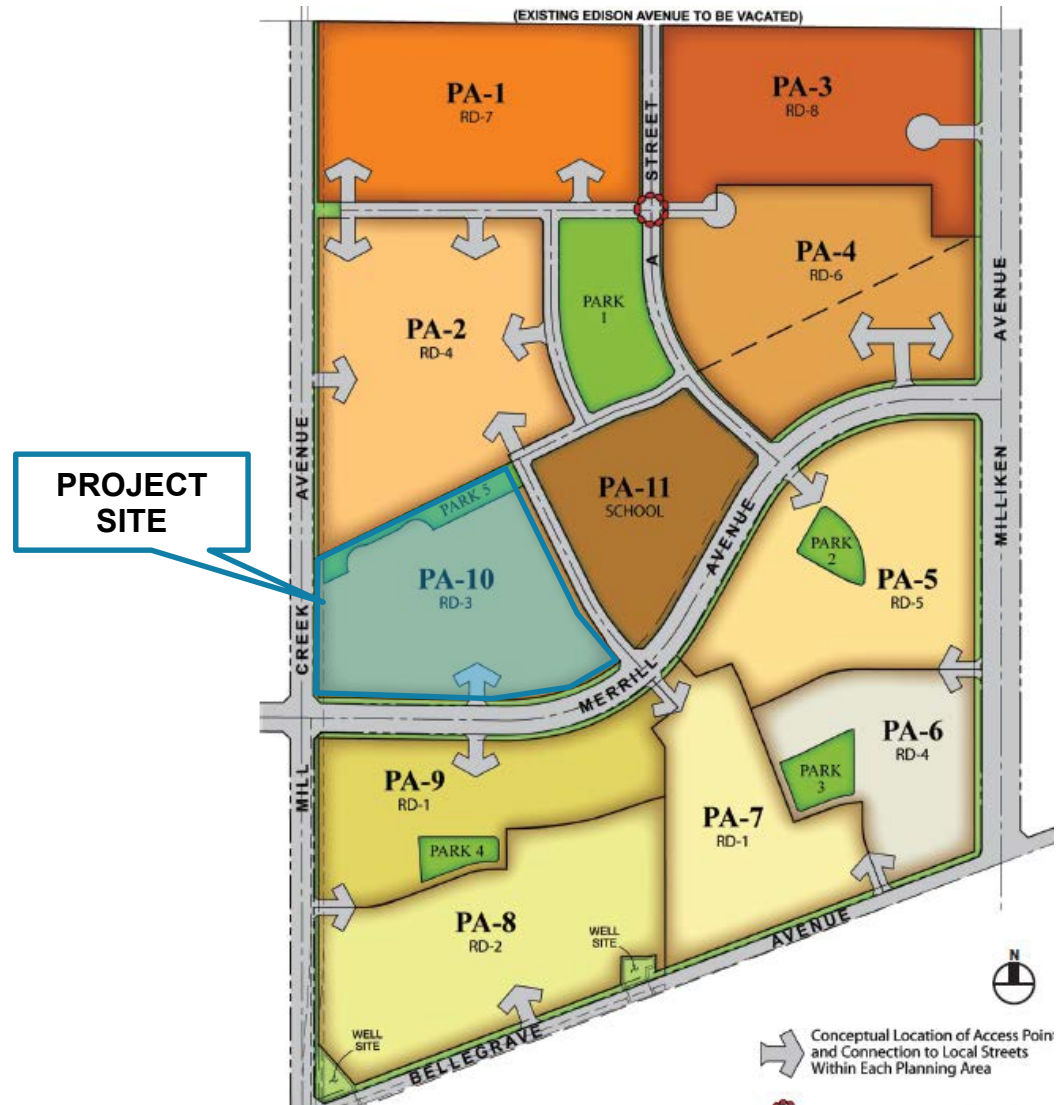 (EXISTING EDISON AVENUE TO BE VACATED)
PA-1
RD-7
A STREET
PA-3
RD-8
PA-4
RD-6
PARK
1
PA-2
RD-4
PROJECT
SITE
PARK 5
PA-10
RD-3
PA-11
SCHOOL
MERRILL AVENUE
PARK
2
PA-5
RD-5
MILLIKEN AVENUE
MILL CREEK AVENUE
PA-6
RD-4
PARK
3
PA-9
RD-1
PARK 4
PA-7
RD-1
PA-8
RD-2
WELL
SITE
WELL
SITE
BELLEGRAVE AVENUE
N
Conceptual Location of Access Point
and Connection to Local Streets
Within Each Planning Area